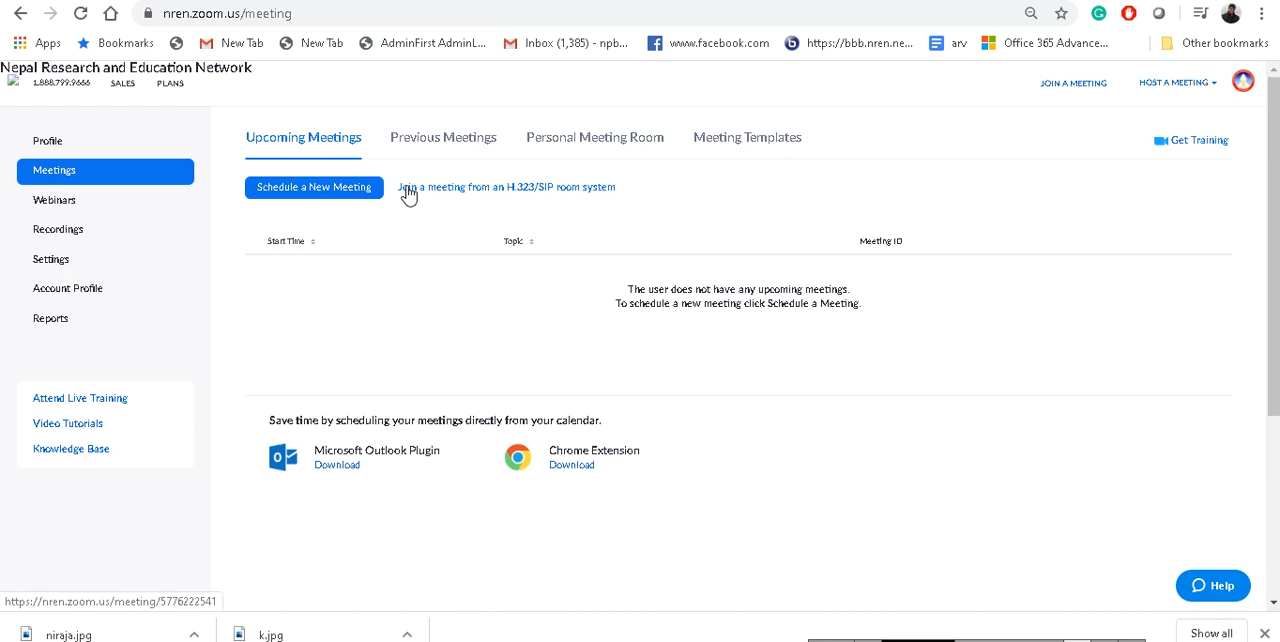 nren.zoom.us/meeting
Apps Bookmarks New Tab New Tab AdminFirst AdminL... Inbox (1,385) - npb... www.facebook.com https://bbb.nren.ne... arv Office 365 Advance... Other bookmarks
Nepal Research and Education Network
1.888.799.9666 SALES PLANS JOIN A MEETING HOST A MEETING
Profile
Meetings
Webinars
Recordings
Settings
Account Profile
Reports
Attend Live Training
Video Tutorials
Knowledge Base
Upcoming Meetings Previous Meetings Personal Meeting Room Meeting Templates Get Training
Schedule a New Meeting Join a meeting from an H.323/SIP room system
Start Time Topic Meeting ID
The user does not have any upcoming meetings.
To schedule a new meeting click Schedule a Meeting.
Save time by scheduling your meetings directly from your calendar.
Microsoft Outlook Plugin Chrome Extension
Download Download
Help
https://nren.zoom.us/meeting/5776222541
niraja.jpg k.jpg Show all